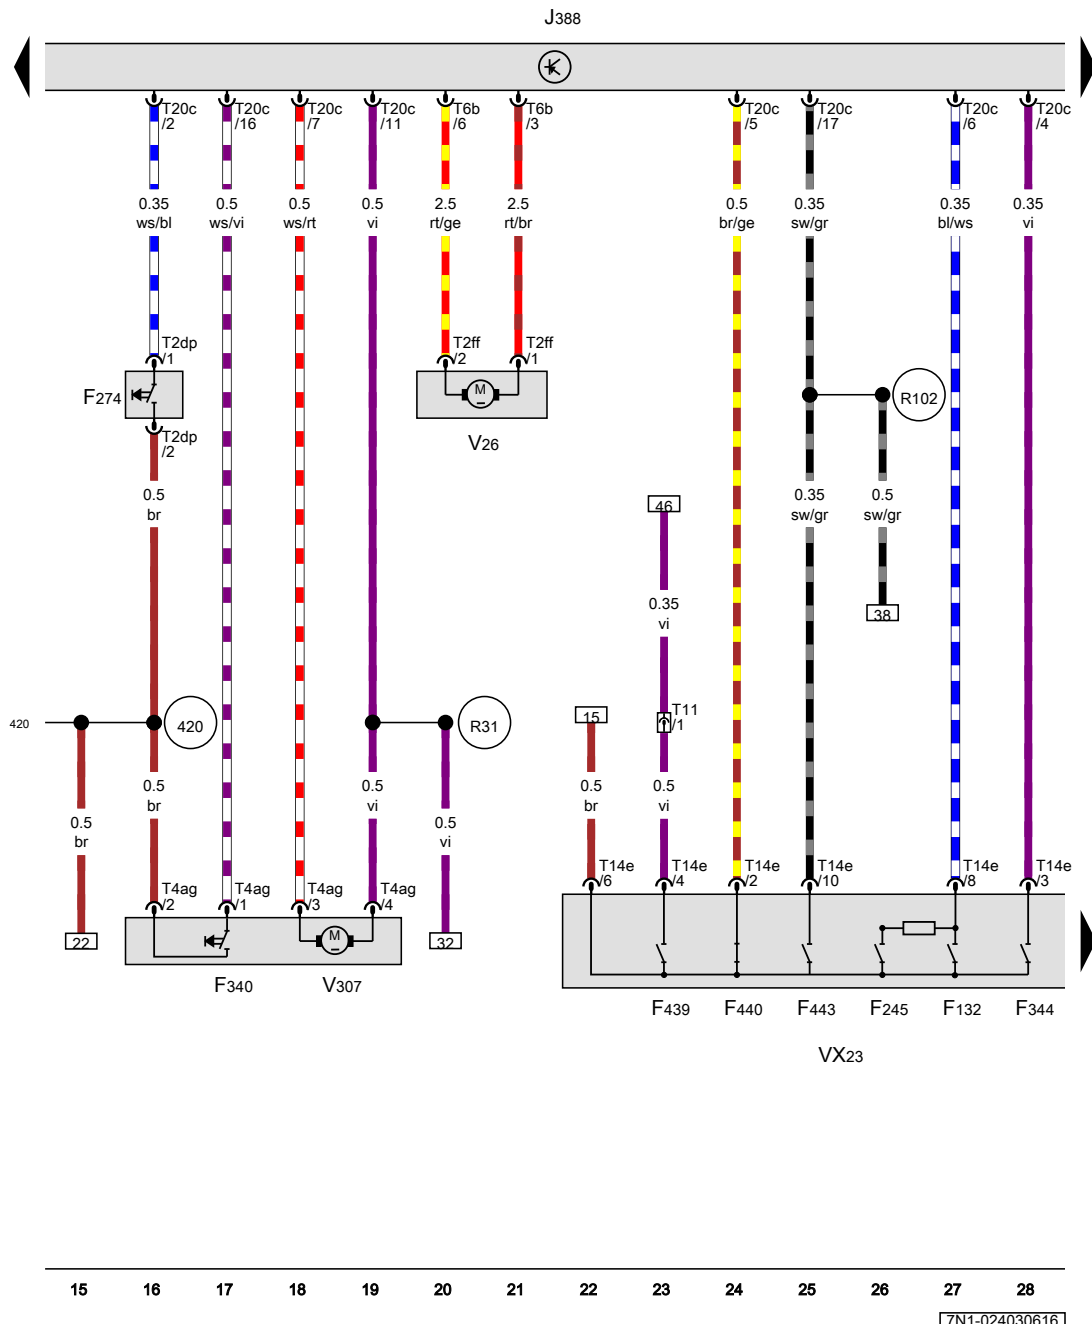 J388
T20c T20c T20c T20c T6b T6b T20c T20c T20c T20c
/2 /16 /7 /11 /6 /3 /5 /17 /6 /4
0.35 0.5 0.5 0.5 2.5 2.5 0.5 0.35 0.35 0.35
ws/bl ws/vi ws/rt vi rt/ge rt/br br/ge sw/gr bl/ws vi
T2dp T2ff T2ff
/1 /2 /1
F274 M R102
T2dp V26
/2
0.5 0.35 0.5
br 46 sw/gr sw/gr
0.35 38
vi
420 420 R31 15 T11
/1
0.5 0.5 0.5 0.5
br vi br vi
0.5 0.5
br vi
T4ag T4ag T4ag T4ag T14e T14e T14e T14e T14e T14e
/2 /1 /3 /4 /6 /4 /2 /10 /8 /3
22 M 32
F340 V307
F439 F440 F443 F245 F132 F344
VX23
15 16 17 18 19 20 21 22 23 24 25 26 27 28
7N1-024030616